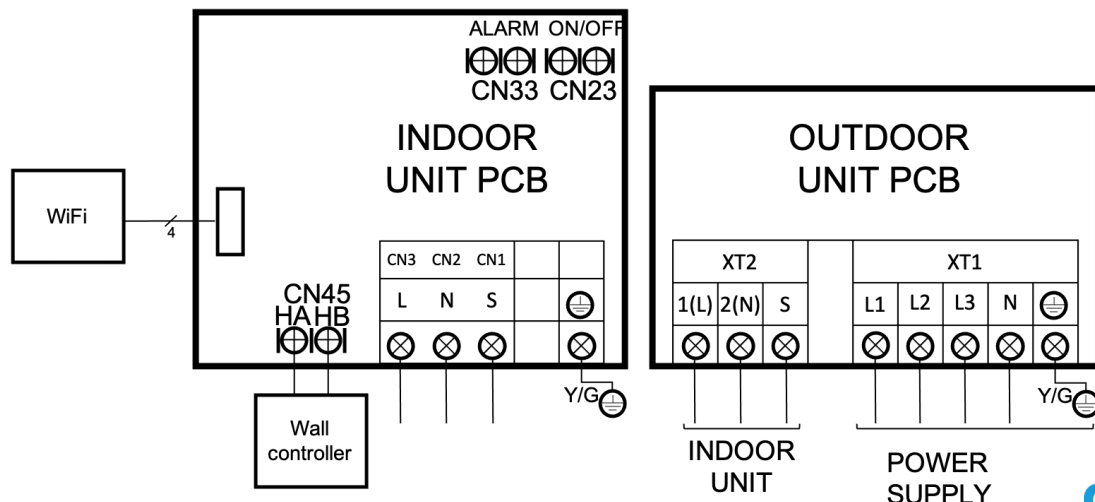 ALARM ON/OFF
CN33 CN23
INDOOR
UNIT PCB
WiFi
4
CN45
HA HB
CN3 CN2 CN1
L N S
Y/G
Wall
controller
OUTDOOR
UNIT PCB
XT2 XT1
1(L) 2(N) S L1 L2 L3 N
Y/G
INDOOR
UNIT
POWER
SUPPLY